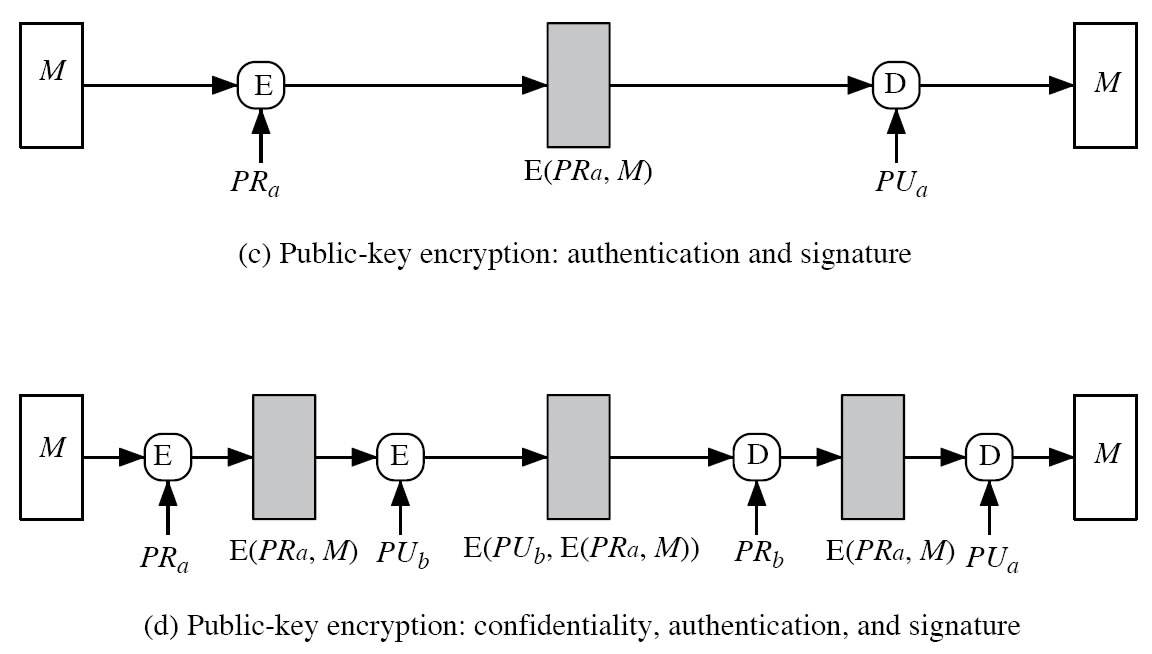 M E D M
PRa E(PRa, M) PUa
(c) Public-key encryption: authentication and signature
M E E D D M
PRa E(PRa, M) PUb E(PUb, E(PRa, M)) PRb E(PRa, M) PUa
(d) Public-key encryption: confidentiality, authentication, and signature